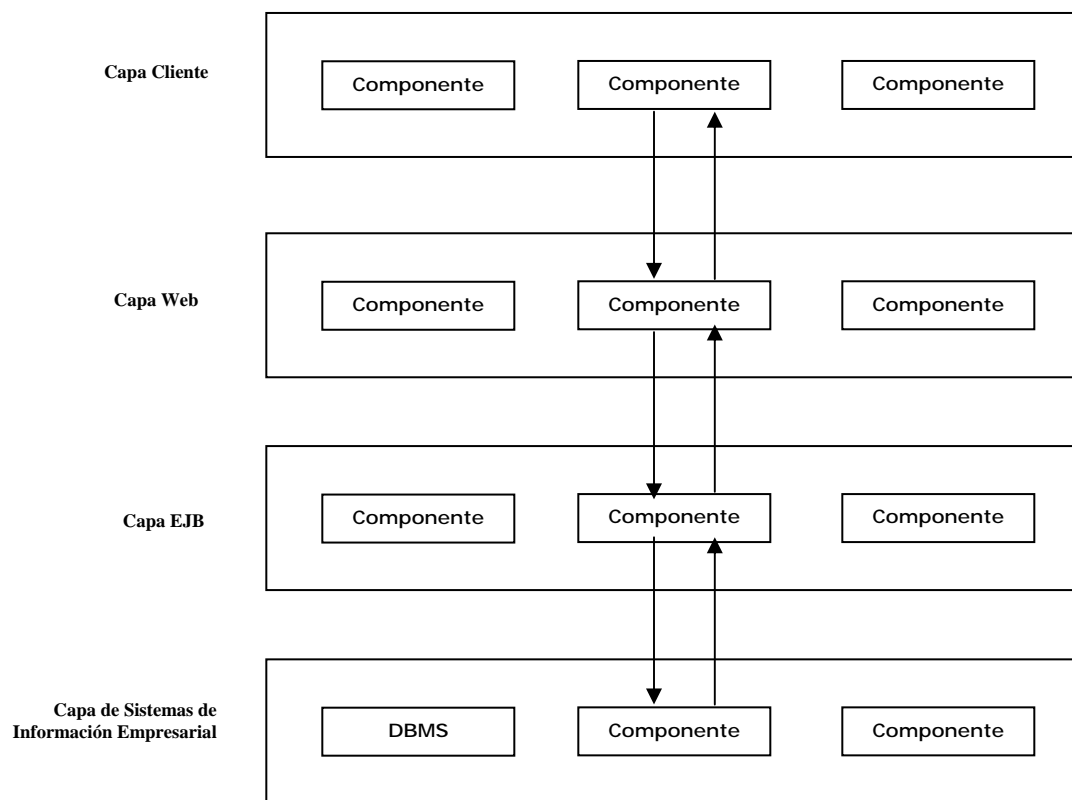 Capa Cliente
Componente
Componente
Componente
Capa Web
Componente
Componente
Componente
Capa EJB
Componente
Componente
Componente
Capa de Sistemas de
Información Empresarial
DBMS
Componente
Componente